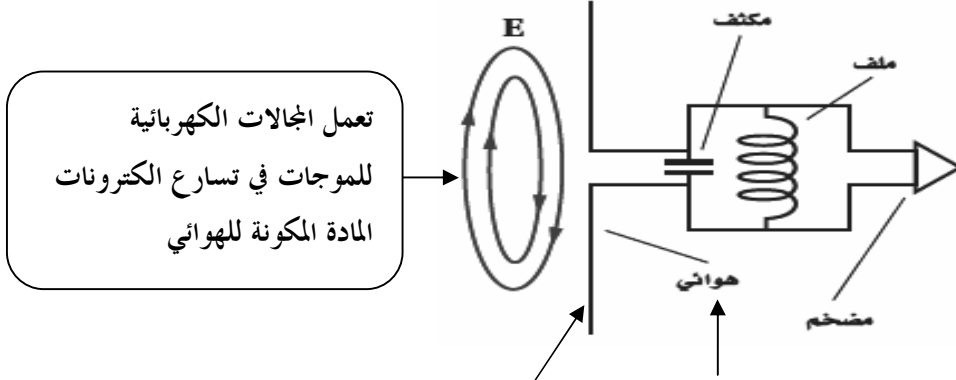 E
مكثف
ملف
تعمل المجالات الكهربائية
للموجات في تسارع الكترونات
المادة المكونة للهوائي
هوائي
مضخم